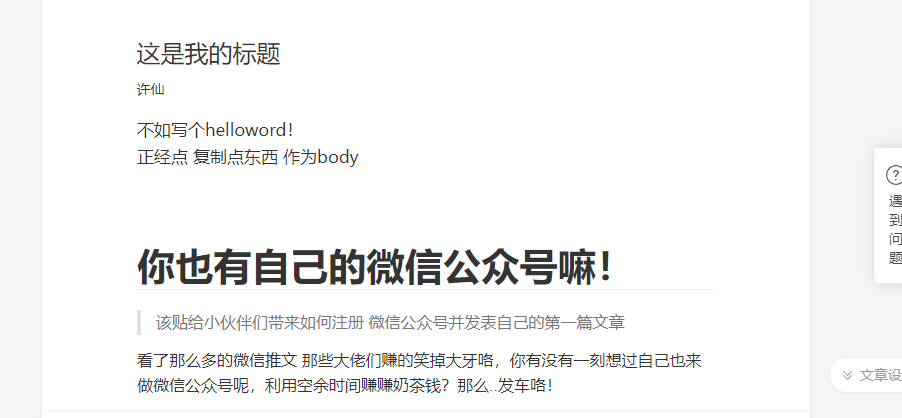 这是我的标题
许仙
不如写个helloword!
正经点 复制点东西 作为body
你也有自己的微信公众号嘛!
该贴给小伙伴们带来如何注册 微信公众号并发表自己的第一篇文章
看了那么多的微信推文 那些大佬们赚的笑掉大牙咯，你有没有一刻想过自己也来
做微信公众号呢，利用空余时间赚赚奶茶钱？那么..发车咯!
?
遇
到
问
题
文章设